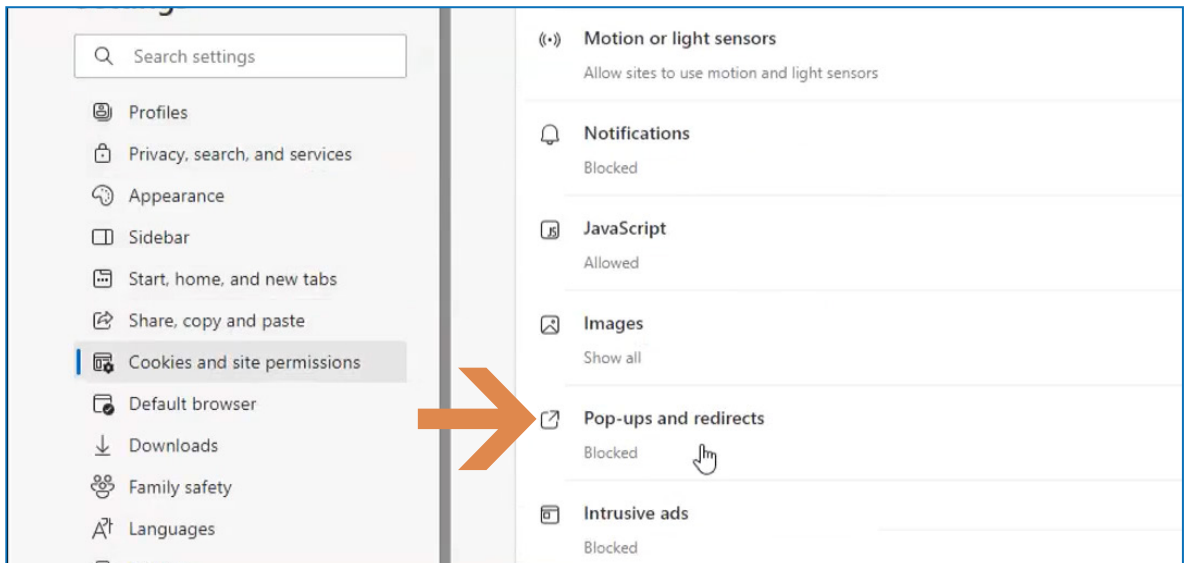 Search settings
Profiles
Privacy, search, and services
Appearance
Sidebar
Start, home, and new tabs
Share, copy and paste
Cookies and site permissions
Default browser
Downloads
Family safety
Languages
Motion or light sensors
Allow sites to use motion and light sensors
Notifications
Blocked
JavaScript
Allowed
Images
Show all
Pop-ups and redirects
Blocked
Intrusive ads
Blocked